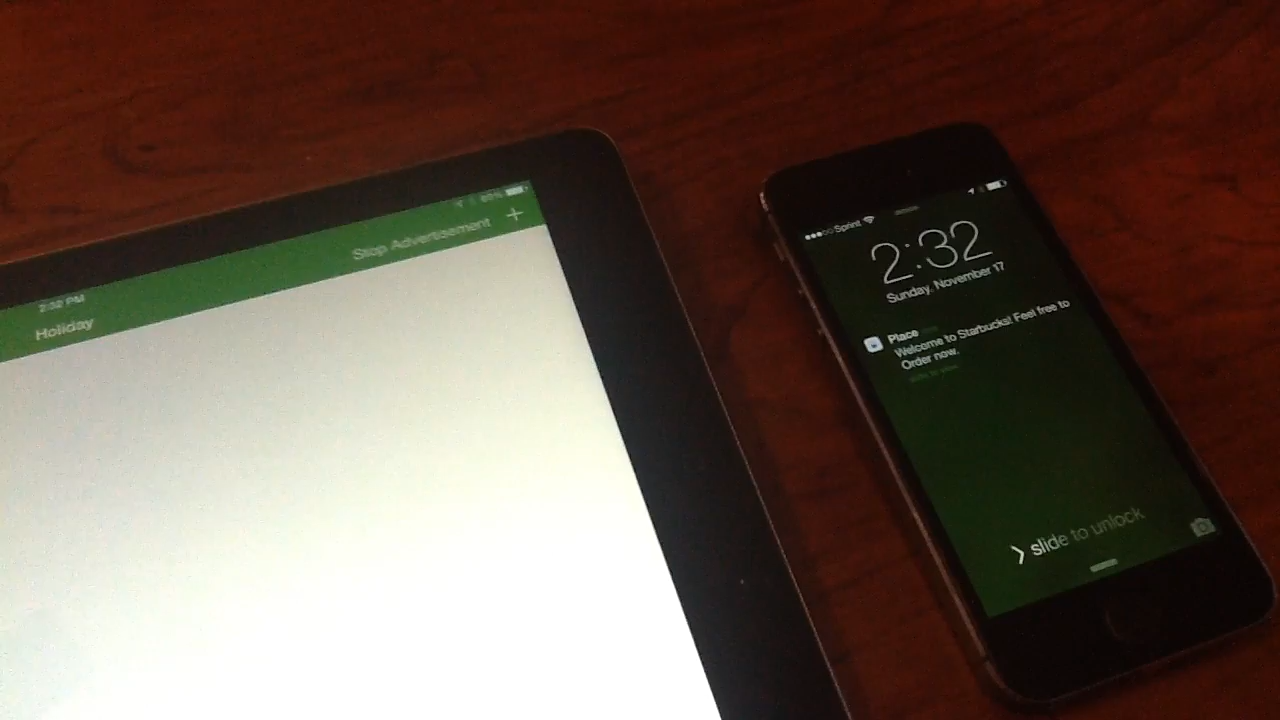 2:32 PM
Holiday
Stop Advertisement +
Sprint
2:32
Sunday, November 17
Place
Welcome to Starbucks! Feel free to
Order now.
slide to unlock